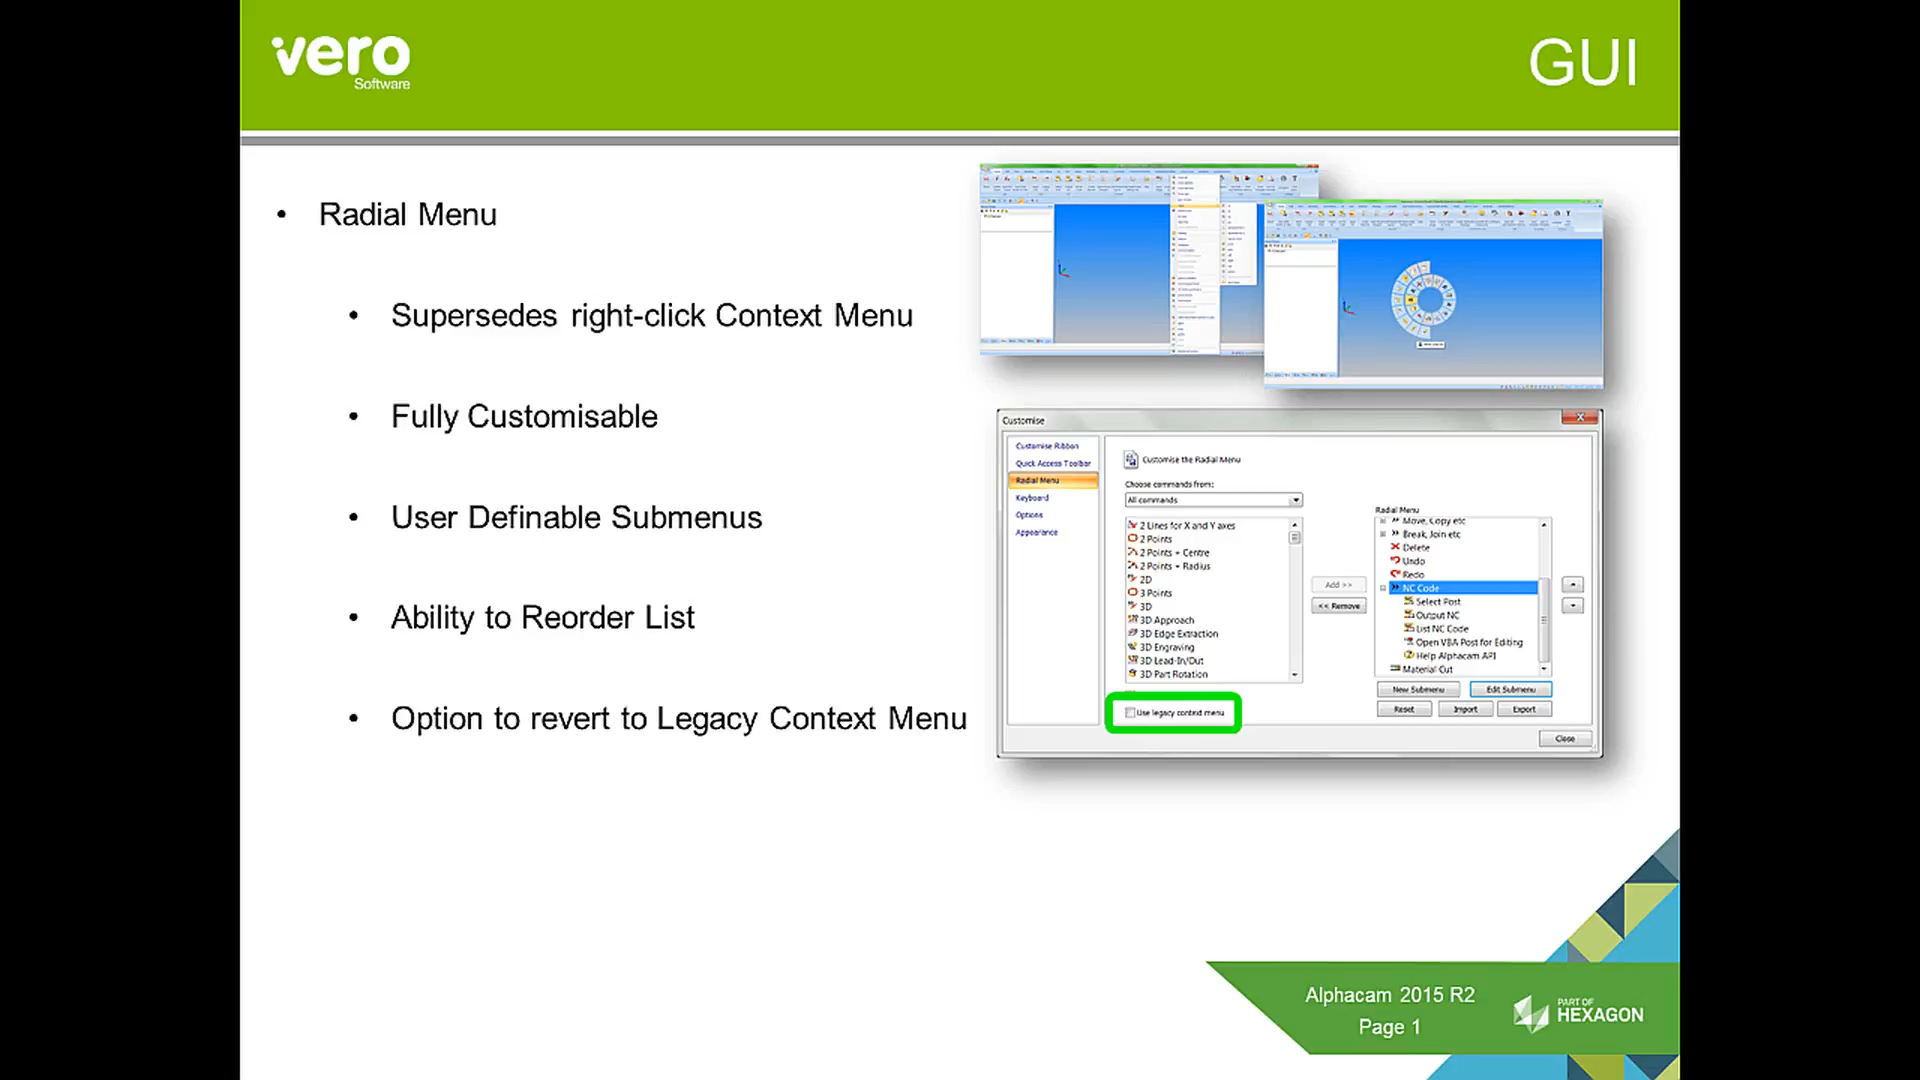 vero
Software
GUI
• Radial Menu
• Supersedes right-click Context Menu
• Fully Customisable
• User Definable Submenus
• Ability to Reorder List
• Option to revert to Legacy Context Menu
Customise
Customise Ribbon
Quick Access Toolbar
Radial Menu
Keyboard
Options
Appearance
Customise the Radial Menu
Choose commands from:
All commands
2 Lines for X and Y axes
2 Points
2 Points + Centre
2 Points + Radius
2D
3 Points
3D
3D Approach
3D Edge Extraction
3D Engraving
3D Lead-In/Out
3D Part Rotation
Use legacy context menu
Add >>
<< Remove
Radial Menu
Move, Copy etc
Break, Join etc
Delete
Undo
Redo
NC Code
Select Post
Output NC
List NC Code
Open VBA Post for Editing
Help Alphacam API
Material Cut
New Submenu
Edit Submenu
Reset
Import
Export
Close
Alphacam 2015 R2
Page 1
PART OF
HEXAGON